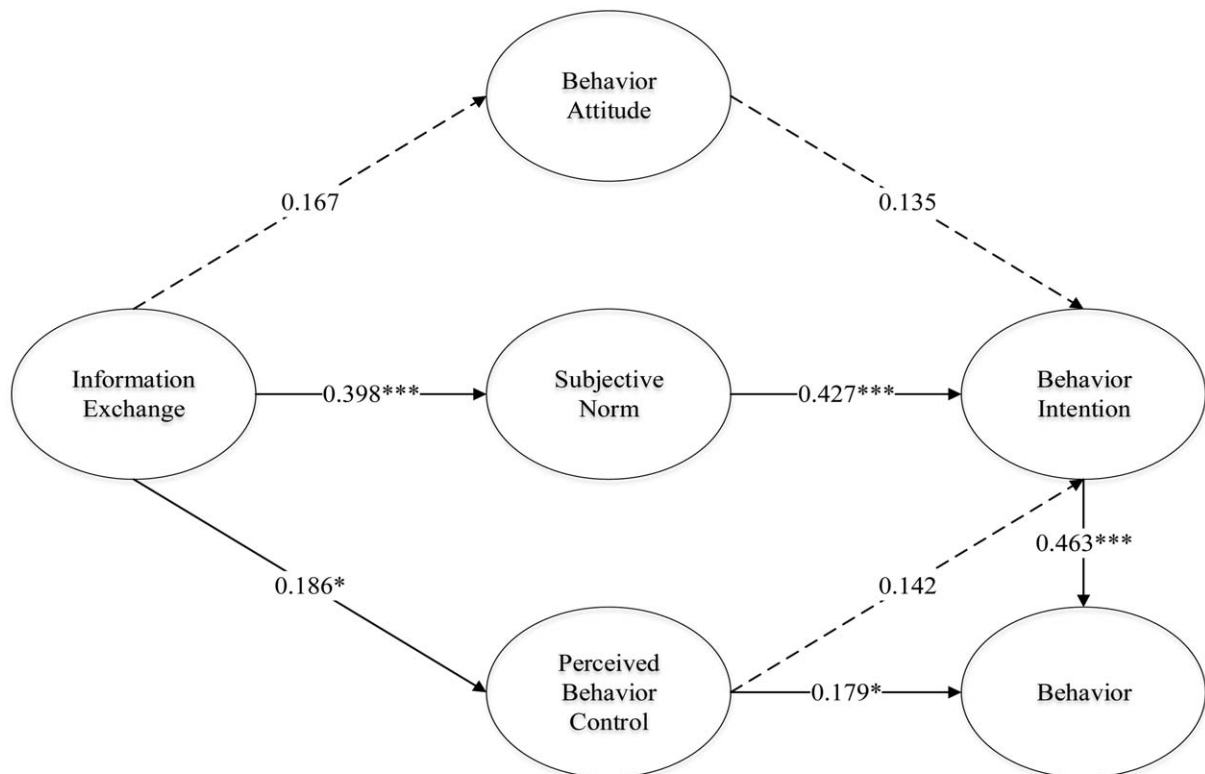 Behavior
Attitude
0.167
0.135
Information
Exchange
0.398***
Subjective
Norm
0.427***
Behavior
Intention
0.463***
0.186*
0.142
Perceived
Behavior
Control
0.179*
Behavior